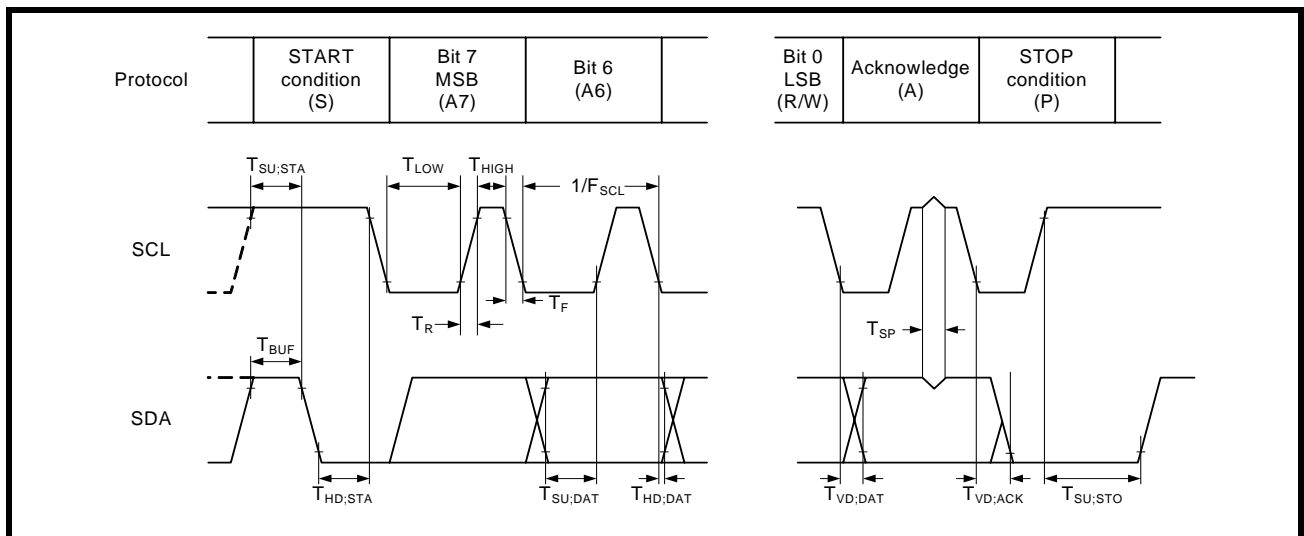 Protocol
START
condition
(S)
Bit 7
MSB
(A7)
Bit 6
(A6)
Bit 0
LSB
(R/W)
Acknowledge
(A)
STOP
condition
(P)
TSU;STA
TLOW
THIGH
1/FSCL
SCL
TF
TR
TSP
TBUF
SDA
THD;STA
TSU;DAT
THD;DAT
TVD;DAT
TVD;ACK
TSU;STO